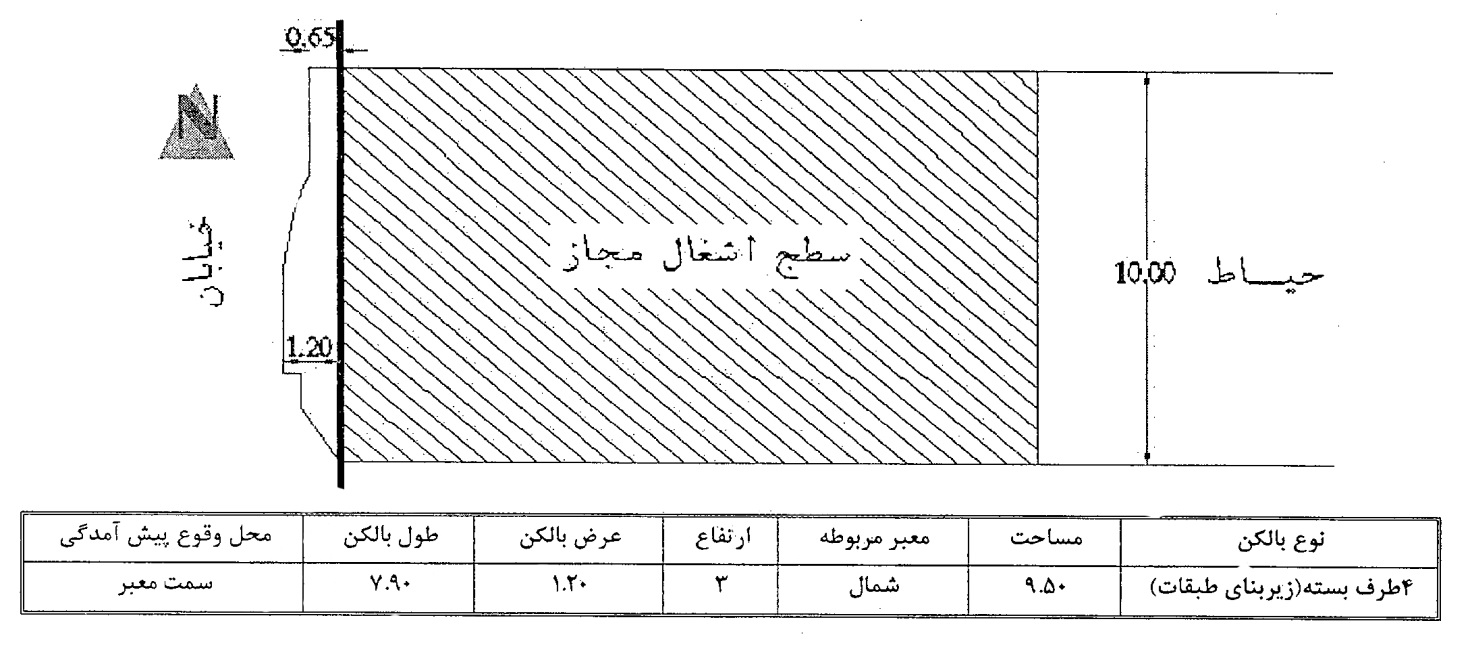 0.65
N
خیابان
سطح اشغال مجاز
10.00 حیاط
1.20
نوع بالکن مساحت معبر مربوطه ارتفاع عرض بالکن طول بالکن محل وقوع پیش آمدگی
۴طرف بسته(زیربنای طبقات) ۹.۵۰ شمال ۳ ۱.۲۰ ۷.۹۰ سمت معبر